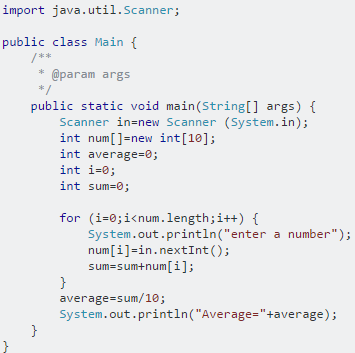 import java.util.Scanner;
public class Main {
/**
* @param args
*/
public static void main(String[] args) {
Scanner in=new Scanner (System.in);
int num[]=new int[10];
int average=0;
int i=0;
int sum=0;
for (i=0;i<num.length;i++) {
System.out.println("enter a number");
num[i]=in.nextInt();
sum=sum+num[i];
}
average=sum/10;
System.out.println("Average="+average);
}
}